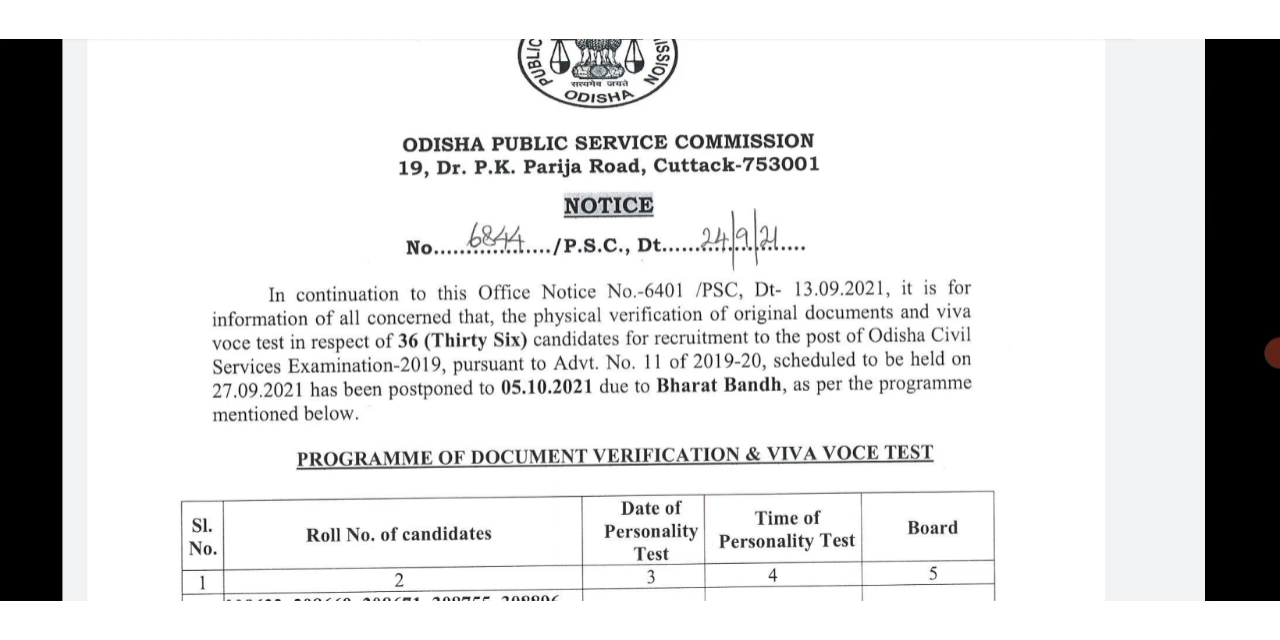 PUBLIC
ISSION
सत्यमेव जयते
ODISHA
ODISHA PUBLIC SERVICE COMMISSION
19, Dr. P.K. Parija Road, Cuttack-753001
NOTICE
No.....6844..../P.S.C., Dt......24/9/21....
In continuation to this Office Notice No.-6401 /PSC, Dt- 13.09.2021, it is for
information of all concerned that, the physical verification of original documents and viva
voce test in respect of 36 (Thirty Six) candidates for recruitment to the post of Odisha Civil
Services Examination-2019, pursuant to Advt. No. 11 of 2019-20, scheduled to be held on
27.09.2021 has been postponed to 05.10.2021 due to Bharat Bandh, as per the programme
mentioned below.
PROGRAMME OF DOCUMENT VERIFICATION & VIVA VOCE TEST
Sl. No.
Roll No. of candidates
Date of Personality Test
Time of Personality Test
Board
1 2 3 4 5